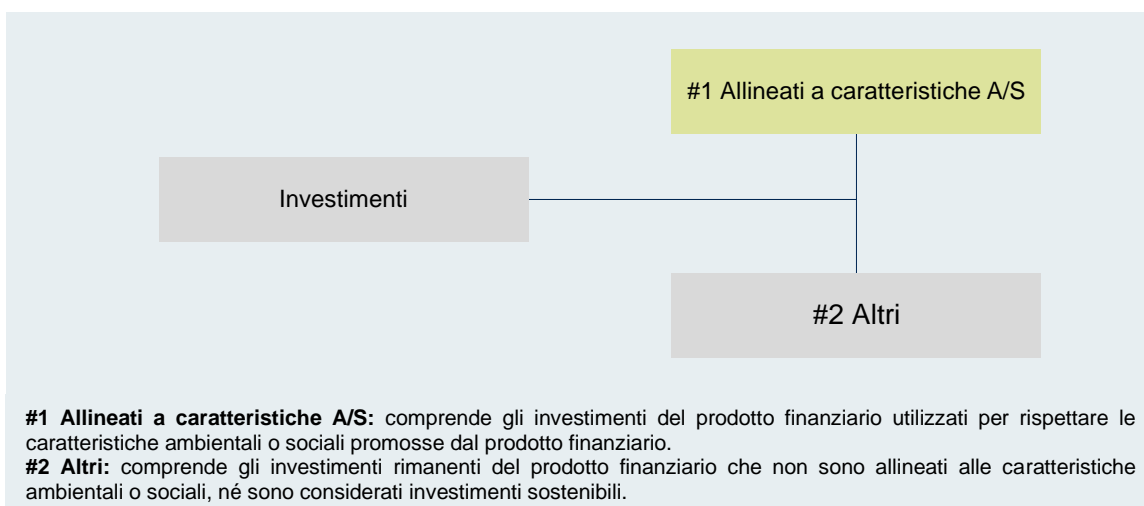 #1 Allineati a caratteristiche A/S
Investimenti
#2 Altri
#1 Allineati a caratteristiche A/S: comprende gli investimenti del prodotto finanziario utilizzati per rispettare le
caratteristiche ambientali o sociali promosse dal prodotto finanziario.
#2 Altri: comprende gli investimenti rimanenti del prodotto finanziario che non sono allineati alle caratteristiche
ambientali o sociali, né sono considerati investimenti sostenibili.